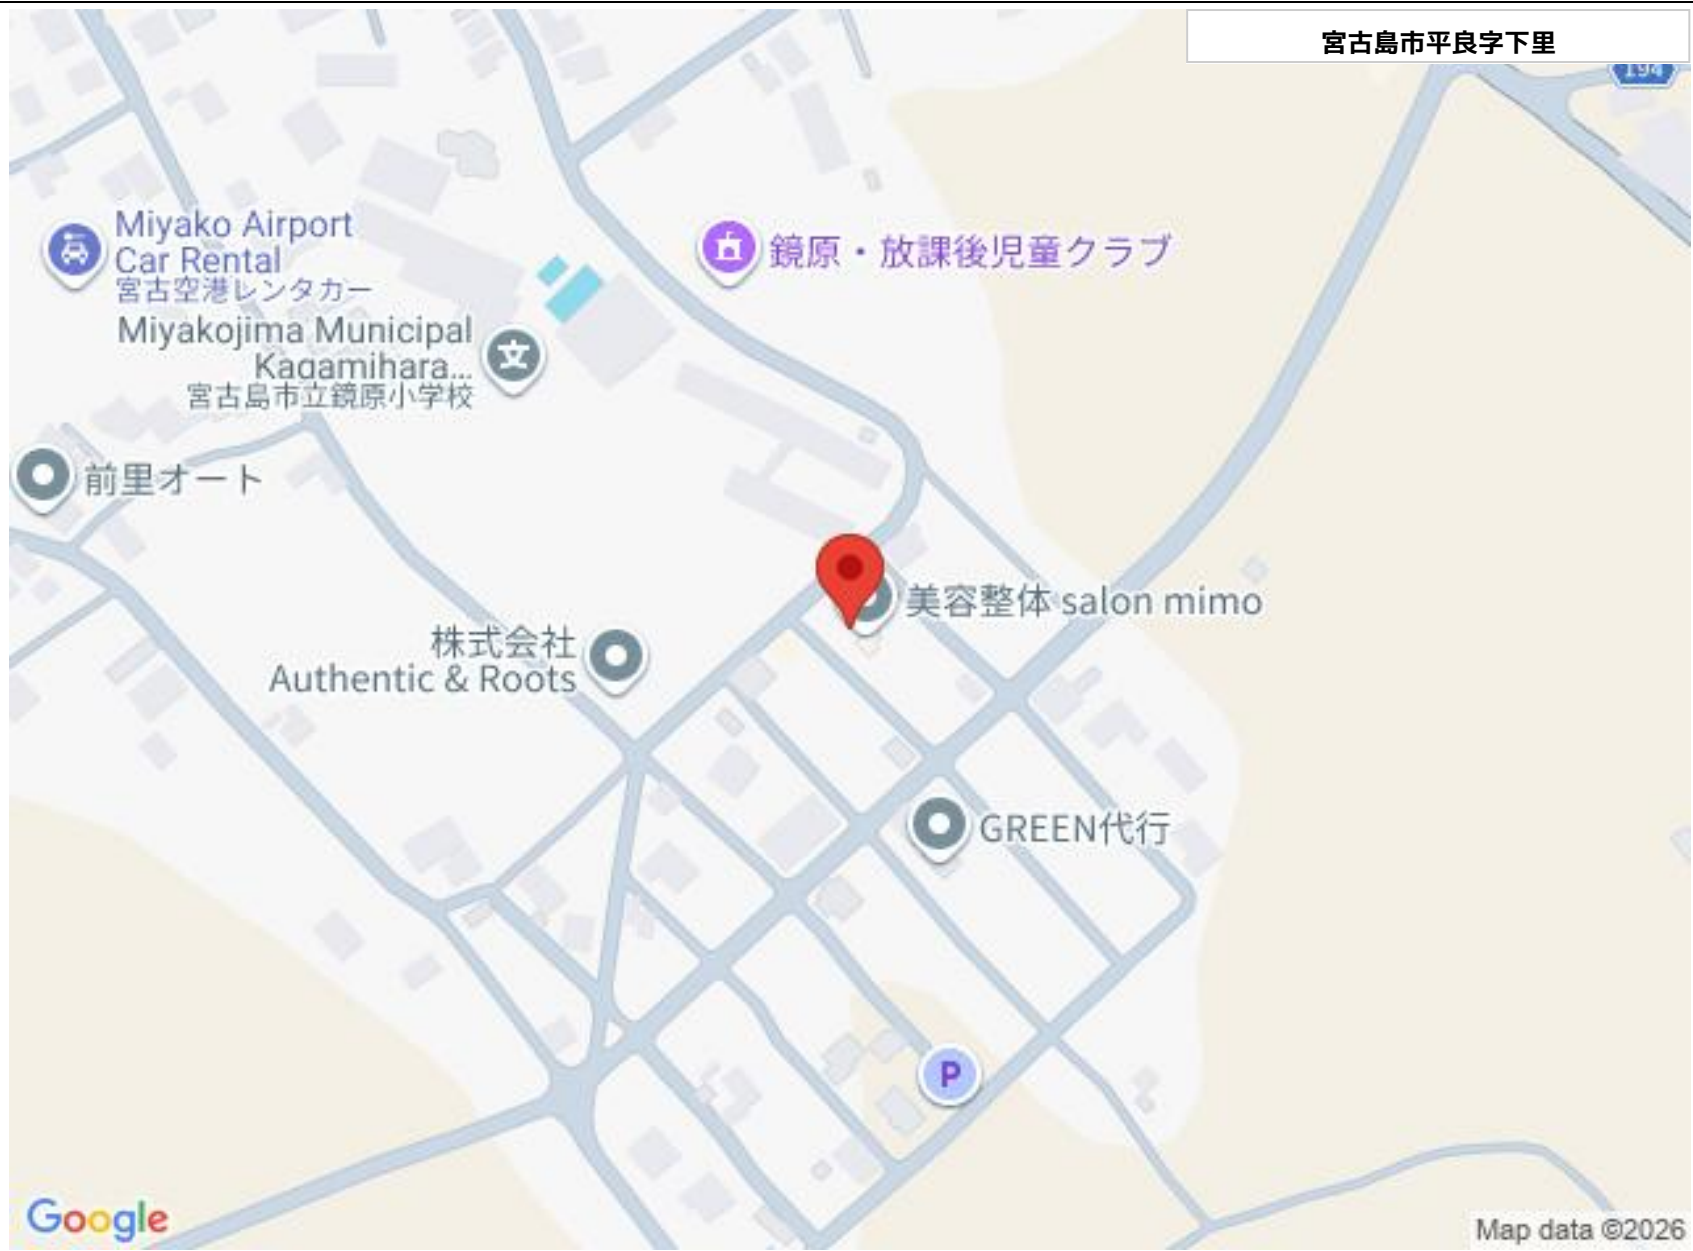 宮古島市平良字下里
194
Miyako Airport
Car Rental
宮古空港レンタカー
鏡原・放課後児童クラブ
Miyakojima Municipal
Kagamihara...
宮古島市立鏡原小学校
文
前里オート
美容整体 salon mimo
株式会社
Authentic & Roots
GREEN代行
P
Google
Map data ©2026